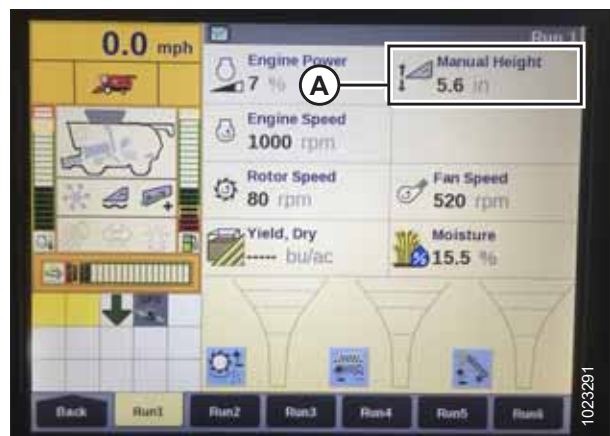 0.0 mph
Run 1
Engine Power
7 %
A
Manual Height
5.6 in
Engine Speed
1000 rpm
Rotor Speed
80 rpm
Fan Speed
520 rpm
Yield, Dry
----- bu/ac
Moisture
15.5 %
Back
Run1
Run2
Run3
Run4
Run5
Run6
1023291